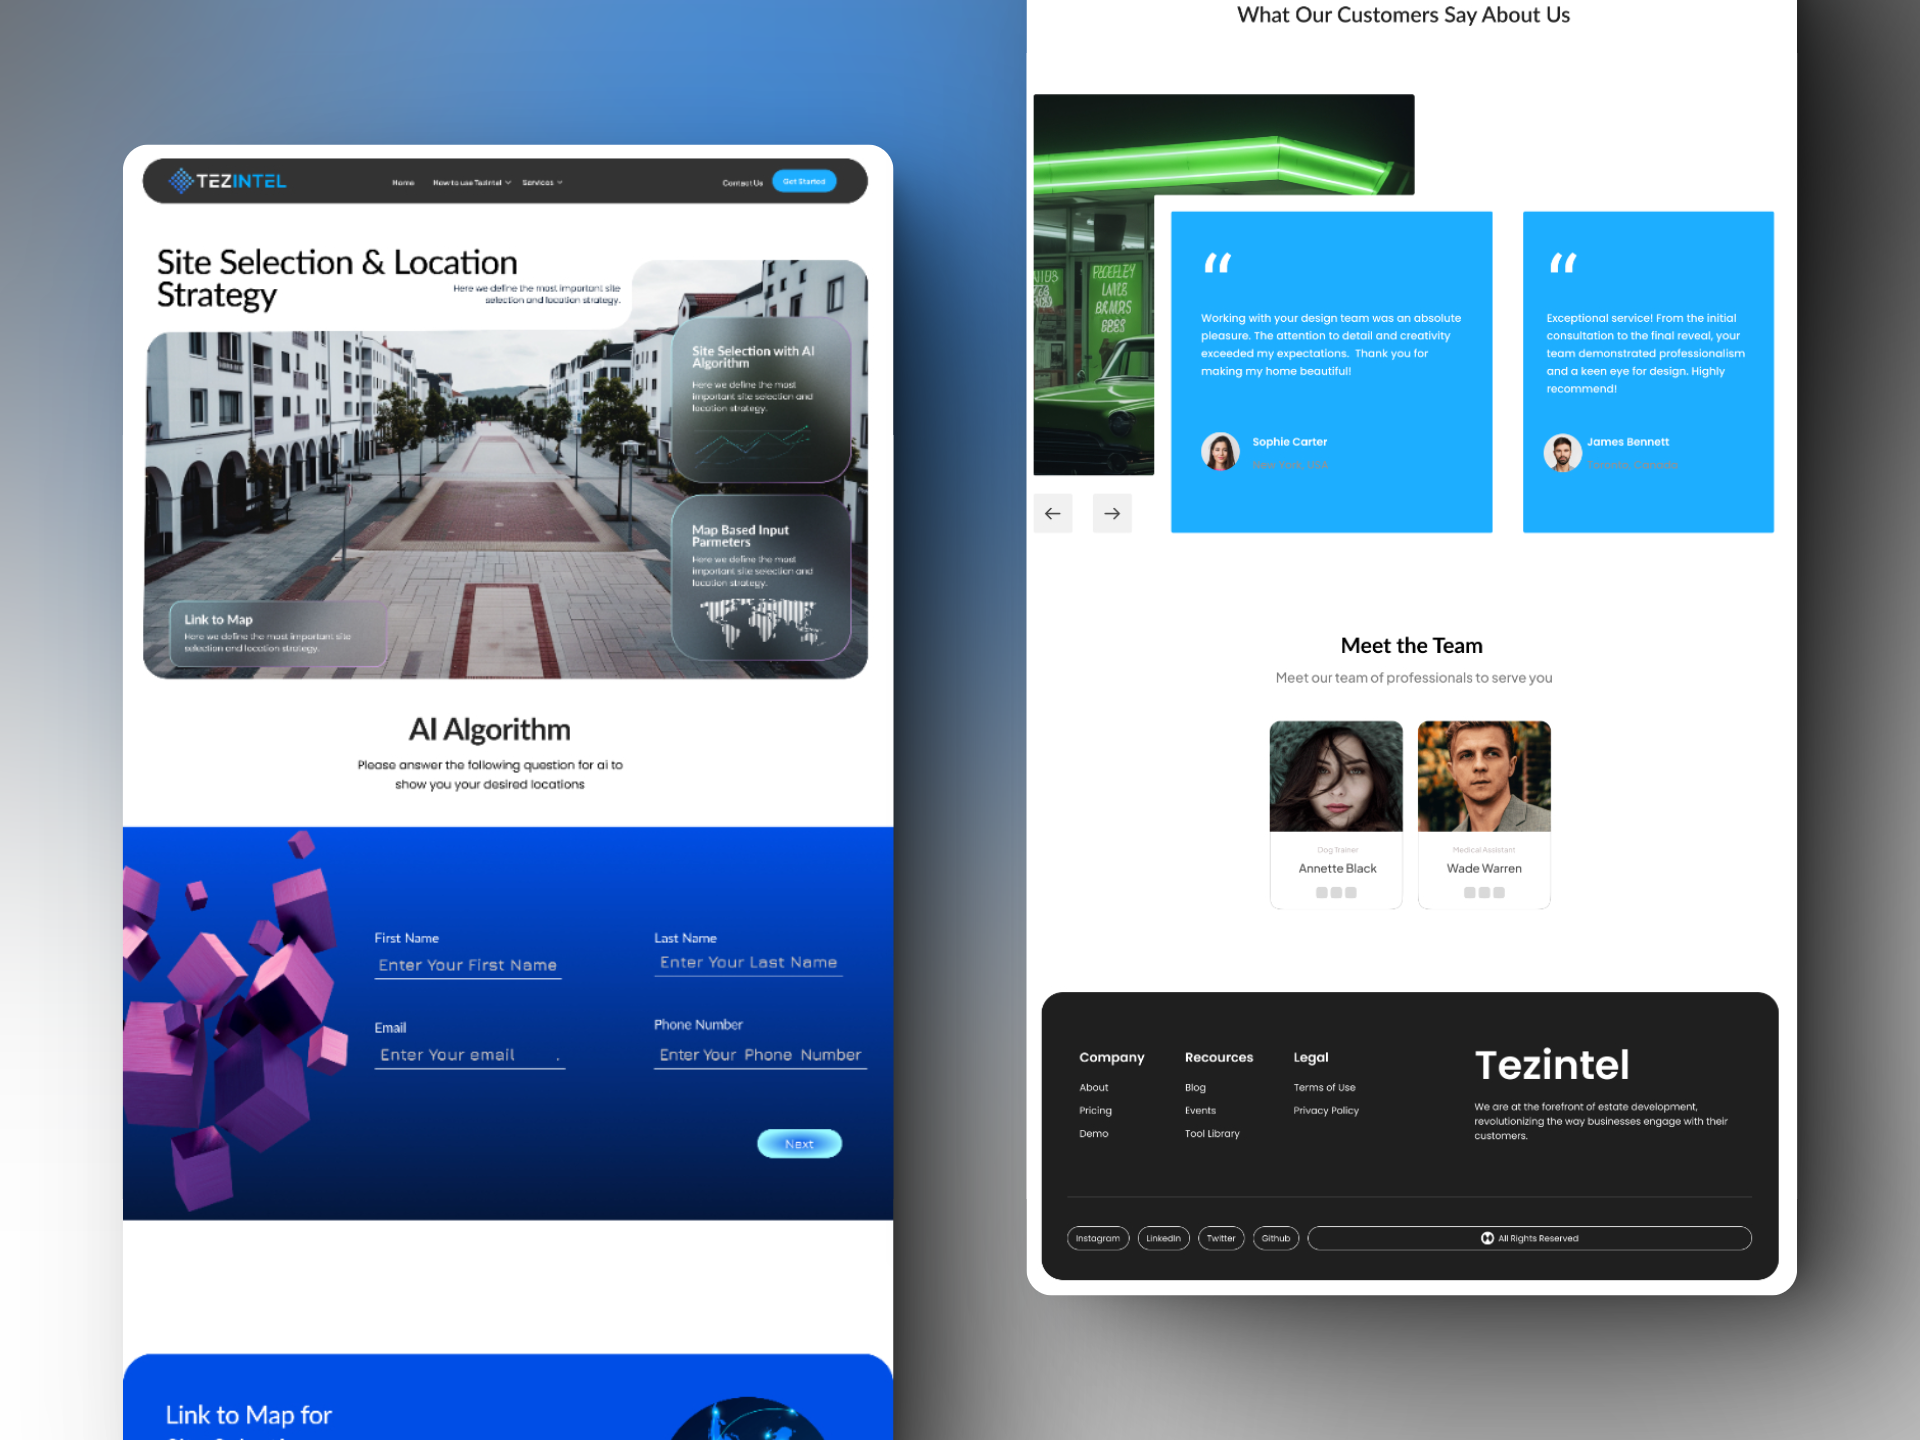 TEZINTEL
Home
How to use Tezintel
Services
Contact Us
Get Started
Site Selection & Location
Strategy
Here we define the most important site
selection and location strategy.
Site Selection with AI
Algorithm
Here we define the most
important site selection and
location strategy.
Map Based Input
Parmeters
Here we define the most
important site selection and
location strategy.
Link to Map
Here we define the most important site
selection and location strategy.
AI Algorithm
Please answer the following question for ai to
show you your desired locations
First Name
Enter Your First Name
Last Name
Enter Your Last Name
Email
Enter Your email .
Phone Number
Enter Your Phone Number
Next
Link to Map for
What Our Customers Say About Us
“
Working with your design team was an absolute
pleasure. The attention to detail and creativity
exceeded my expectations. Thank you for
making my home beautiful!
Sophie Carter
New York, USA
“
Exceptional service! From the initial
consultation to the final reveal, your
team demonstrated professionalism
and a keen eye for design. Highly
recommend!
James Bennett
Toronto, Canada
Meet the Team
Meet our team of professionals to serve you
Dog Trainer
Annette Black
Medical Assistant
Wade Warren
Company
About
Pricing
Demo
Recources
Blog
Events
Tool Library
Legal
Terms of Use
Privacy Policy
Tezintel
We are at the forefront of estate development,
revolutionizing the way businesses engage with their
customers.
Instagram
LinkedIn
Twitter
Github
All Rights Reserved